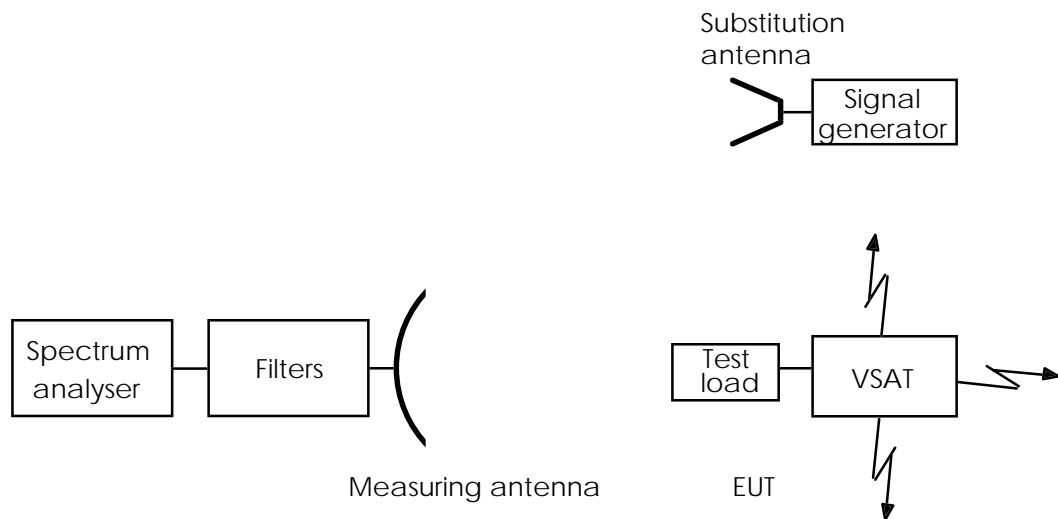 Substitution
antenna
Signal
generator
Spectrum
analyser
Filters
Test
load
VSAT
Measuring antenna
EUT